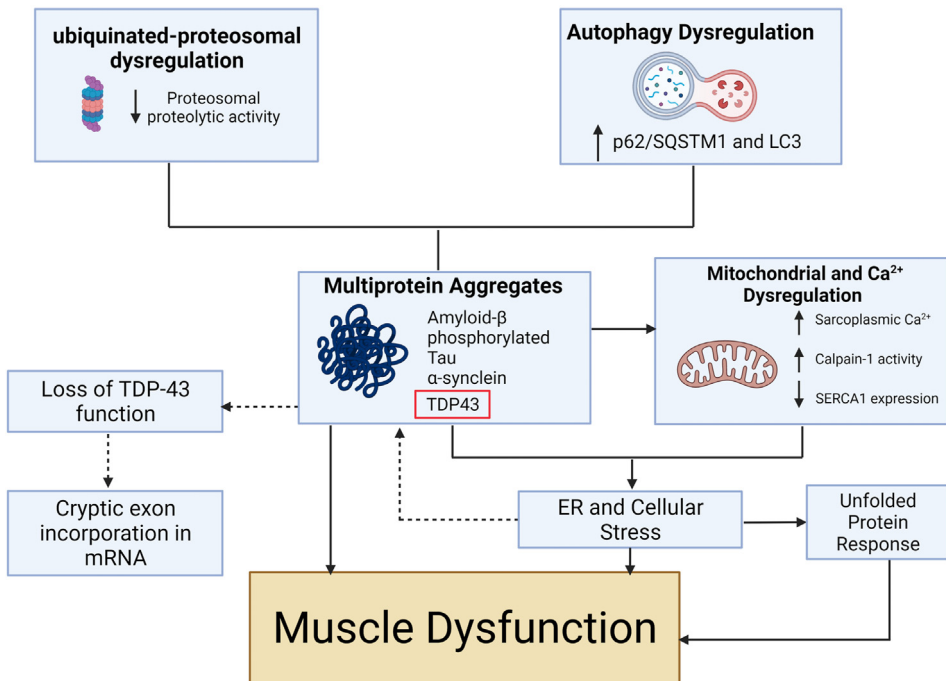 ubiquinated-proteosomal
dysregulation
Proteosomal
proteolytic activity
Autophagy Dysregulation
p62/SQSTM1 and LC3
Multiprotein Aggregates
Amyloid-β
phosphorylated
Tau
α-synclein
TDP43
Mitochondrial and Ca²⁺
Dysregulation
Sarcoplasmic Ca²⁺
Calpain-1 activity
SERCA1 expression
Loss of TDP-43
function
Cryptic exon
incorporation in
mRNA
ER and Cellular
Stress
Unfolded
Protein
Response
Muscle Dysfunction